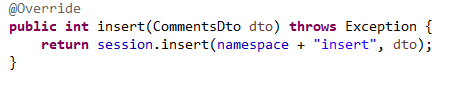 @Override
public int insert(CommentsDto dto) throws Exception {
    return session.insert(namespace + "insert", dto);
}